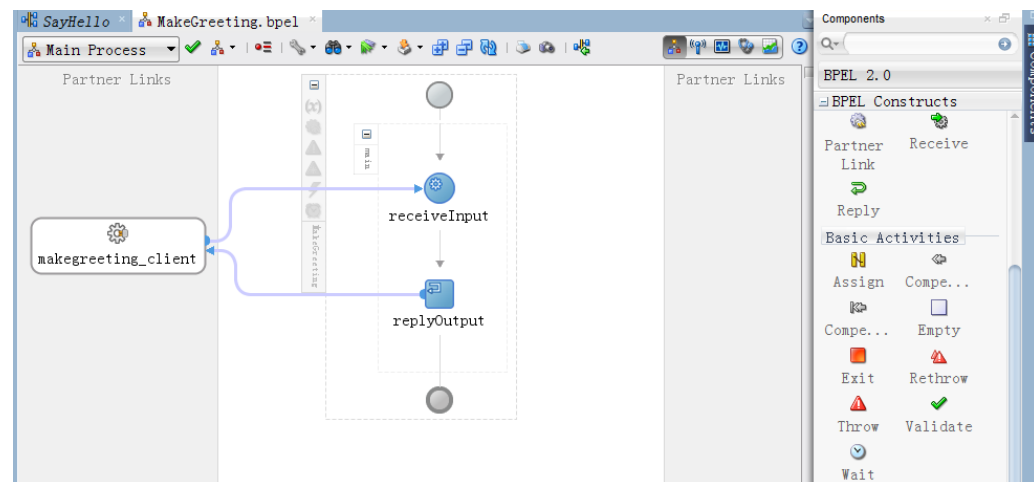 SayHello
MakeGreeting.bpel
Components
Main Process
BPEL 2.0
Partner Links
Partner Links
BPEL Constructs
(x)
main
Partner Link
Receive
Reply
receiveInput
makegreeting_client
MakeGreeting
Basic Activities
Assign
Compe...
replyOutput
Compe...
Empty
Exit
Rethrow
Throw
Validate
Wait
Components